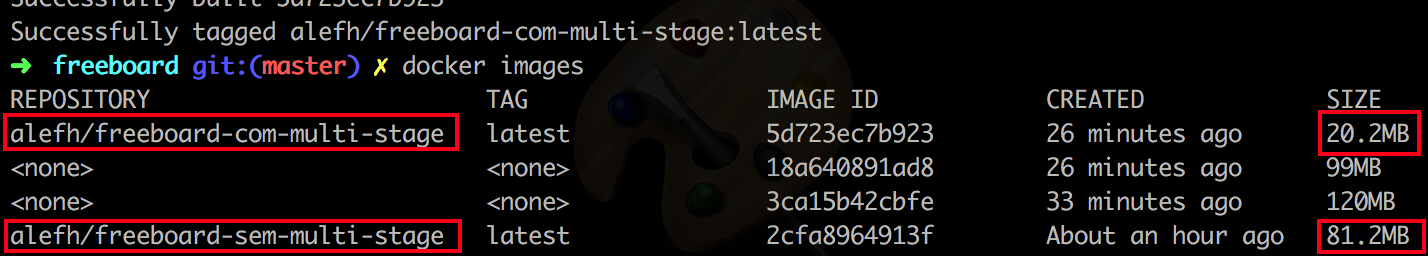 Successfully built 5d723ec7b923
Successfully tagged alefh/freeboard-com-multi-stage:latest
➜ freeboard git:(master) ✗ docker images
REPOSITORY TAG IMAGE ID CREATED SIZE
alefh/freeboard-com-multi-stage latest 5d723ec7b923 26 minutes ago 20.2MB
<none> <none> 18a640891ad8 26 minutes ago 99MB
<none> <none> 3ca15b42cbfe 33 minutes ago 120MB
alefh/freeboard-sem-multi-stage latest 2cfa8964913f About an hour ago 81.2MB